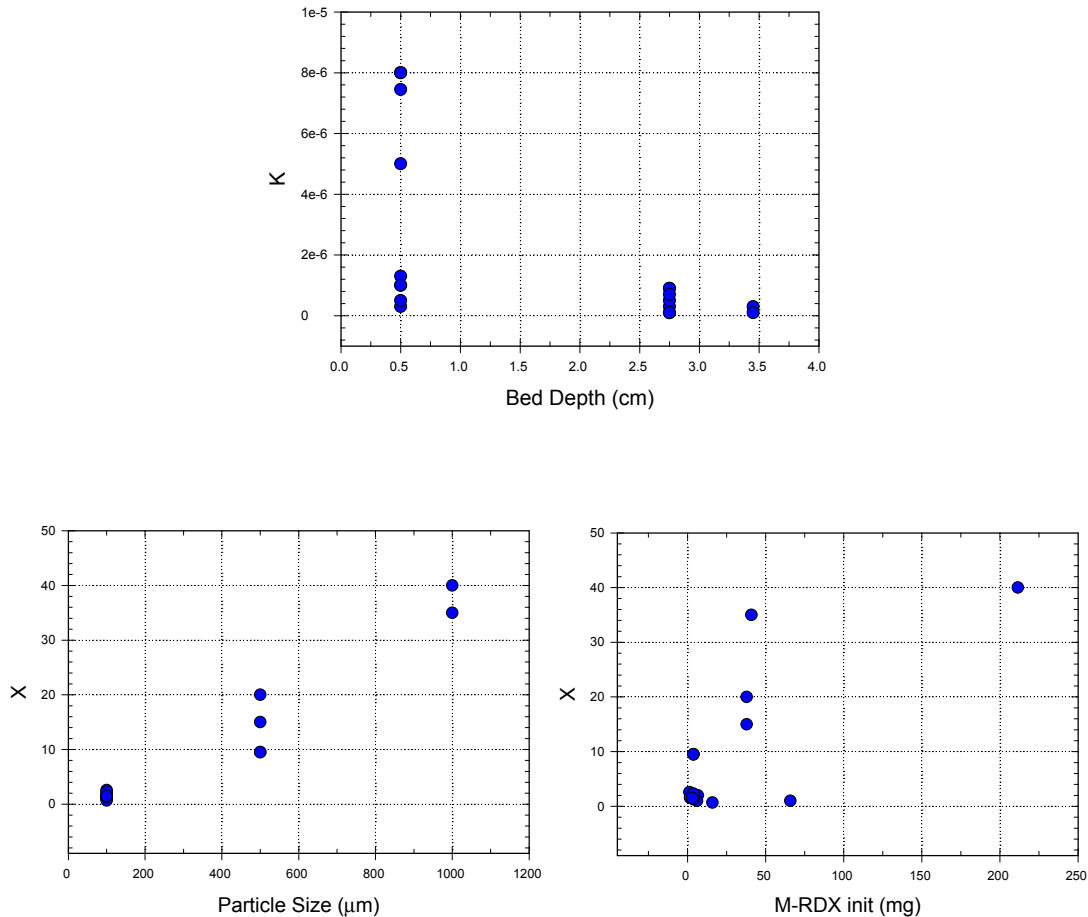 1e-5
8e-6
6e-6
4e-6
2e-6
0
K
0.0 0.5 1.0 1.5 2.0 2.5 3.0 3.5 4.0
Bed Depth (cm)
50
40
30
20
10
0
X
0 200 400 600 800 1000 1200
Particle Size (μm)
50
40
30
20
10
0
X
0 50 100 150 200 250
M-RDX init (mg)